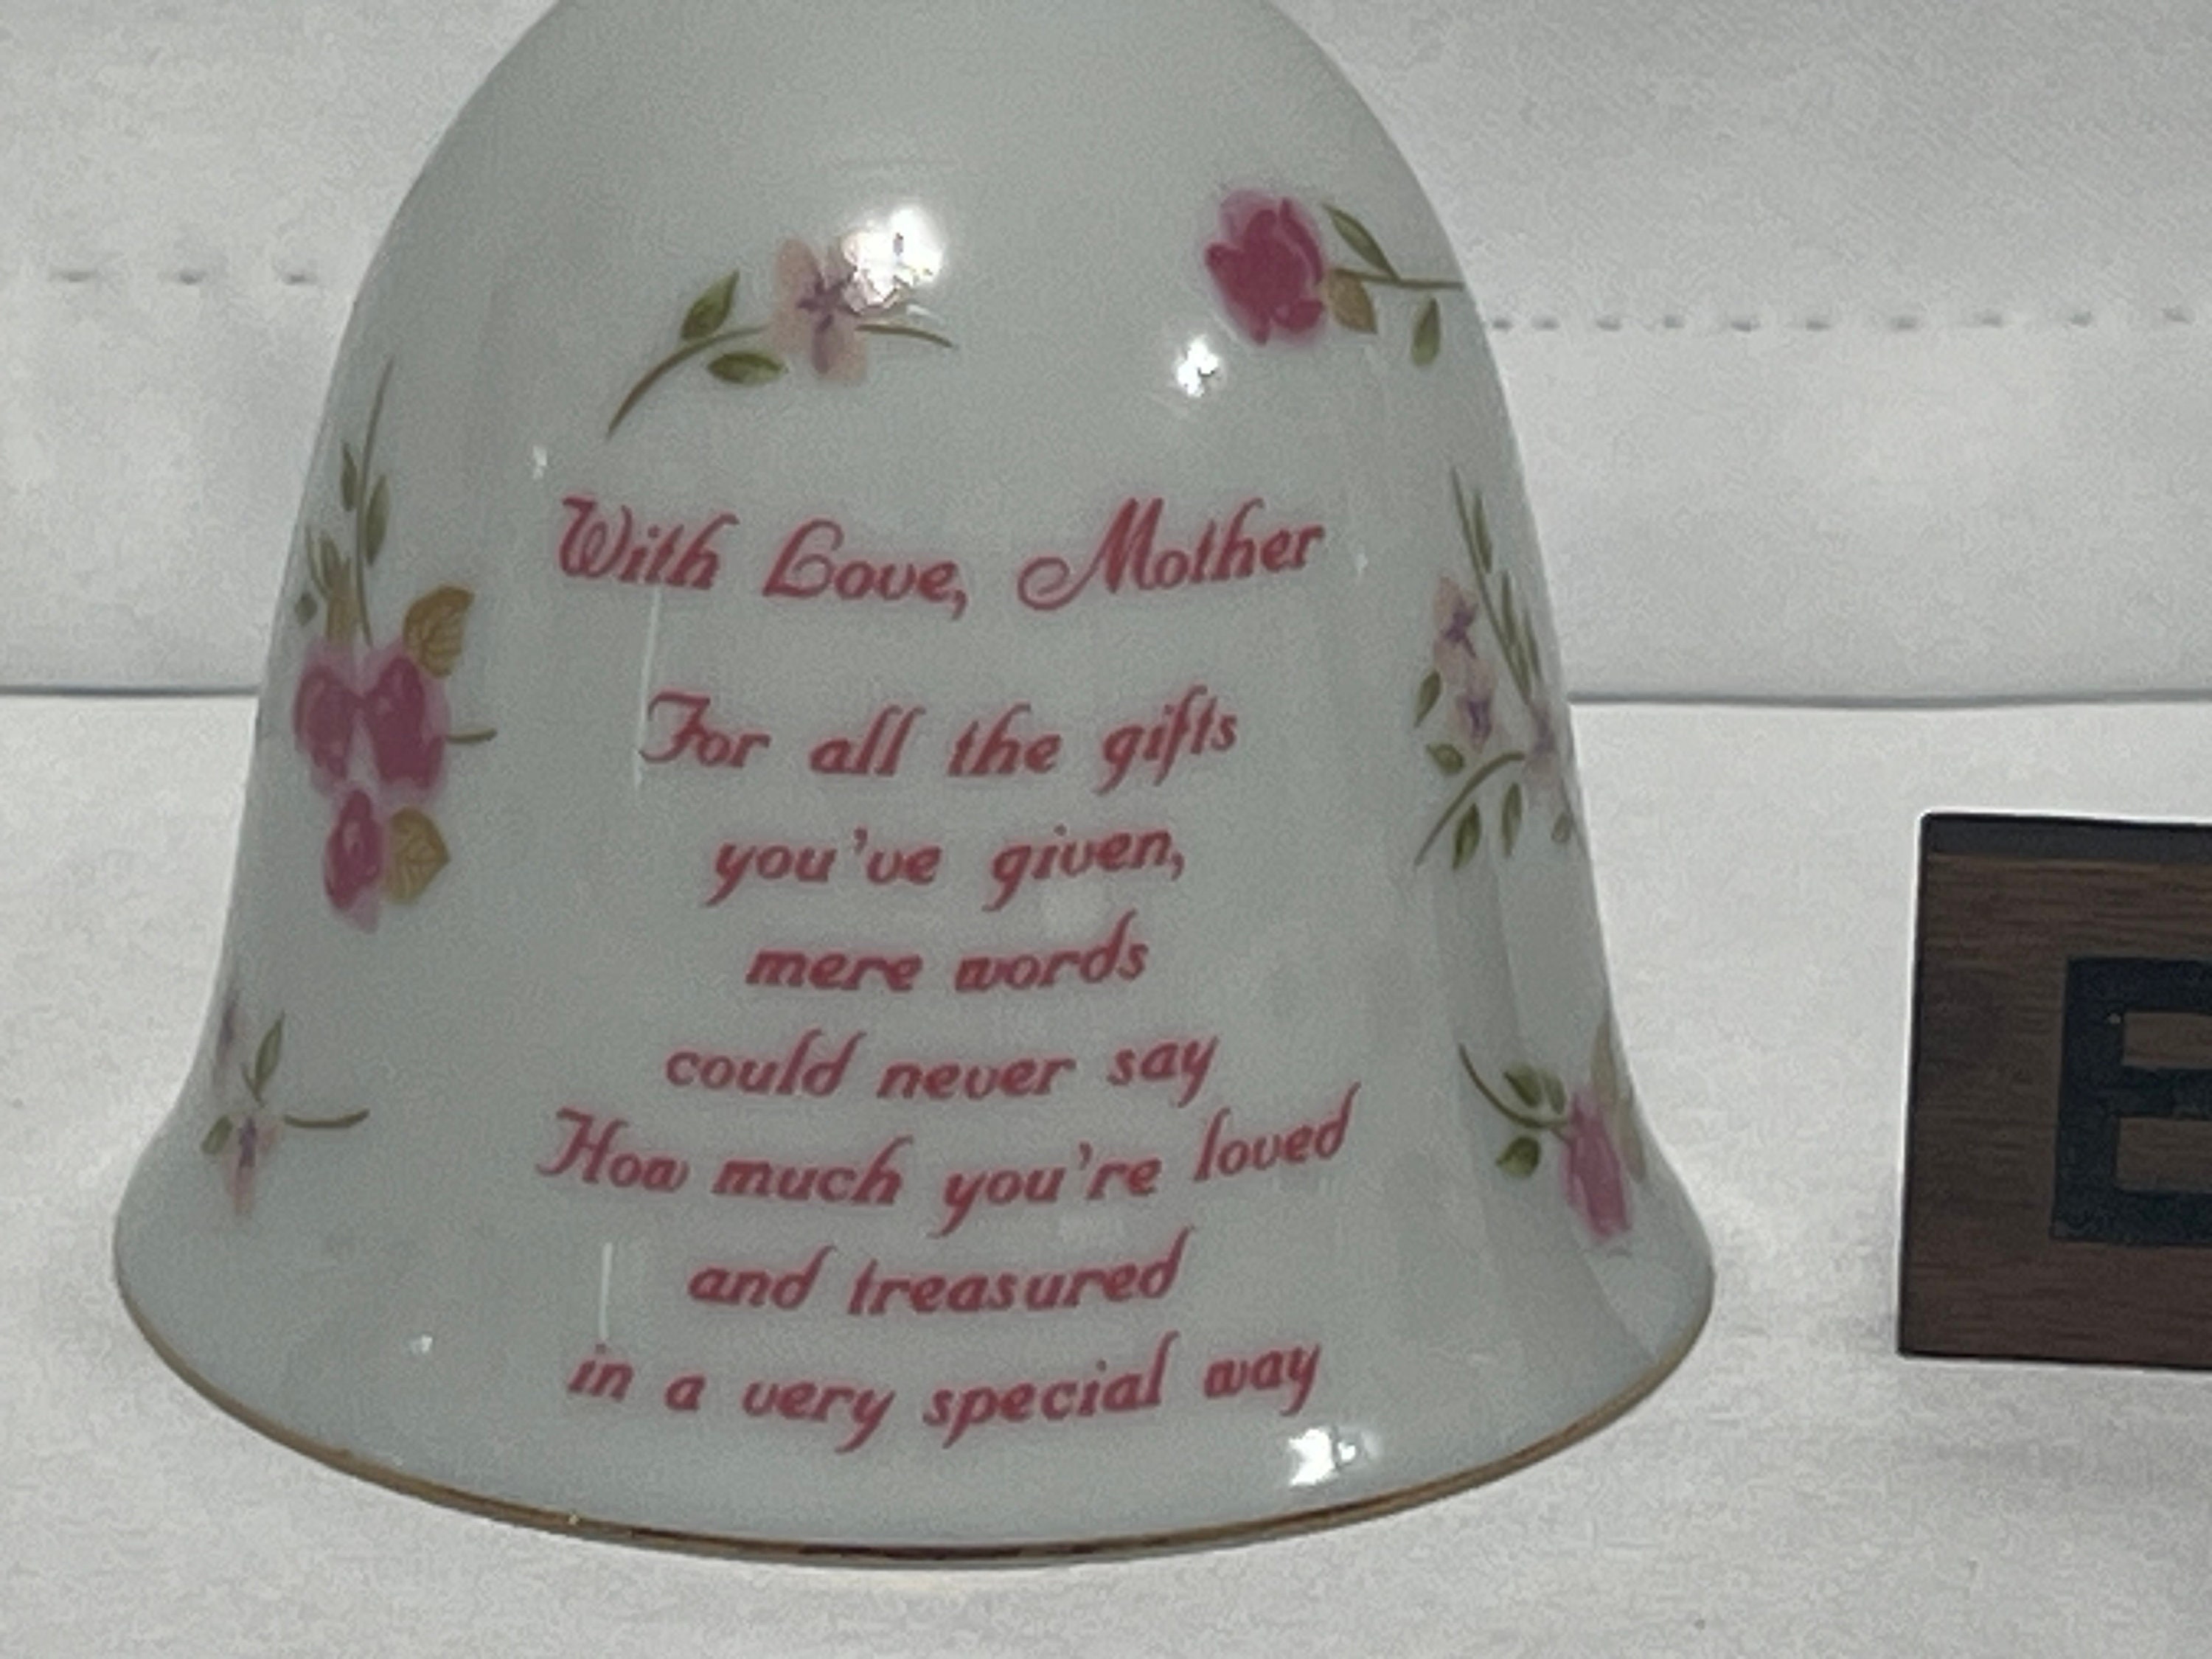 With Love, Mother
For all the gifts
you've given,
mere words
could never say
How much you're loved
and treasured
in a very special way